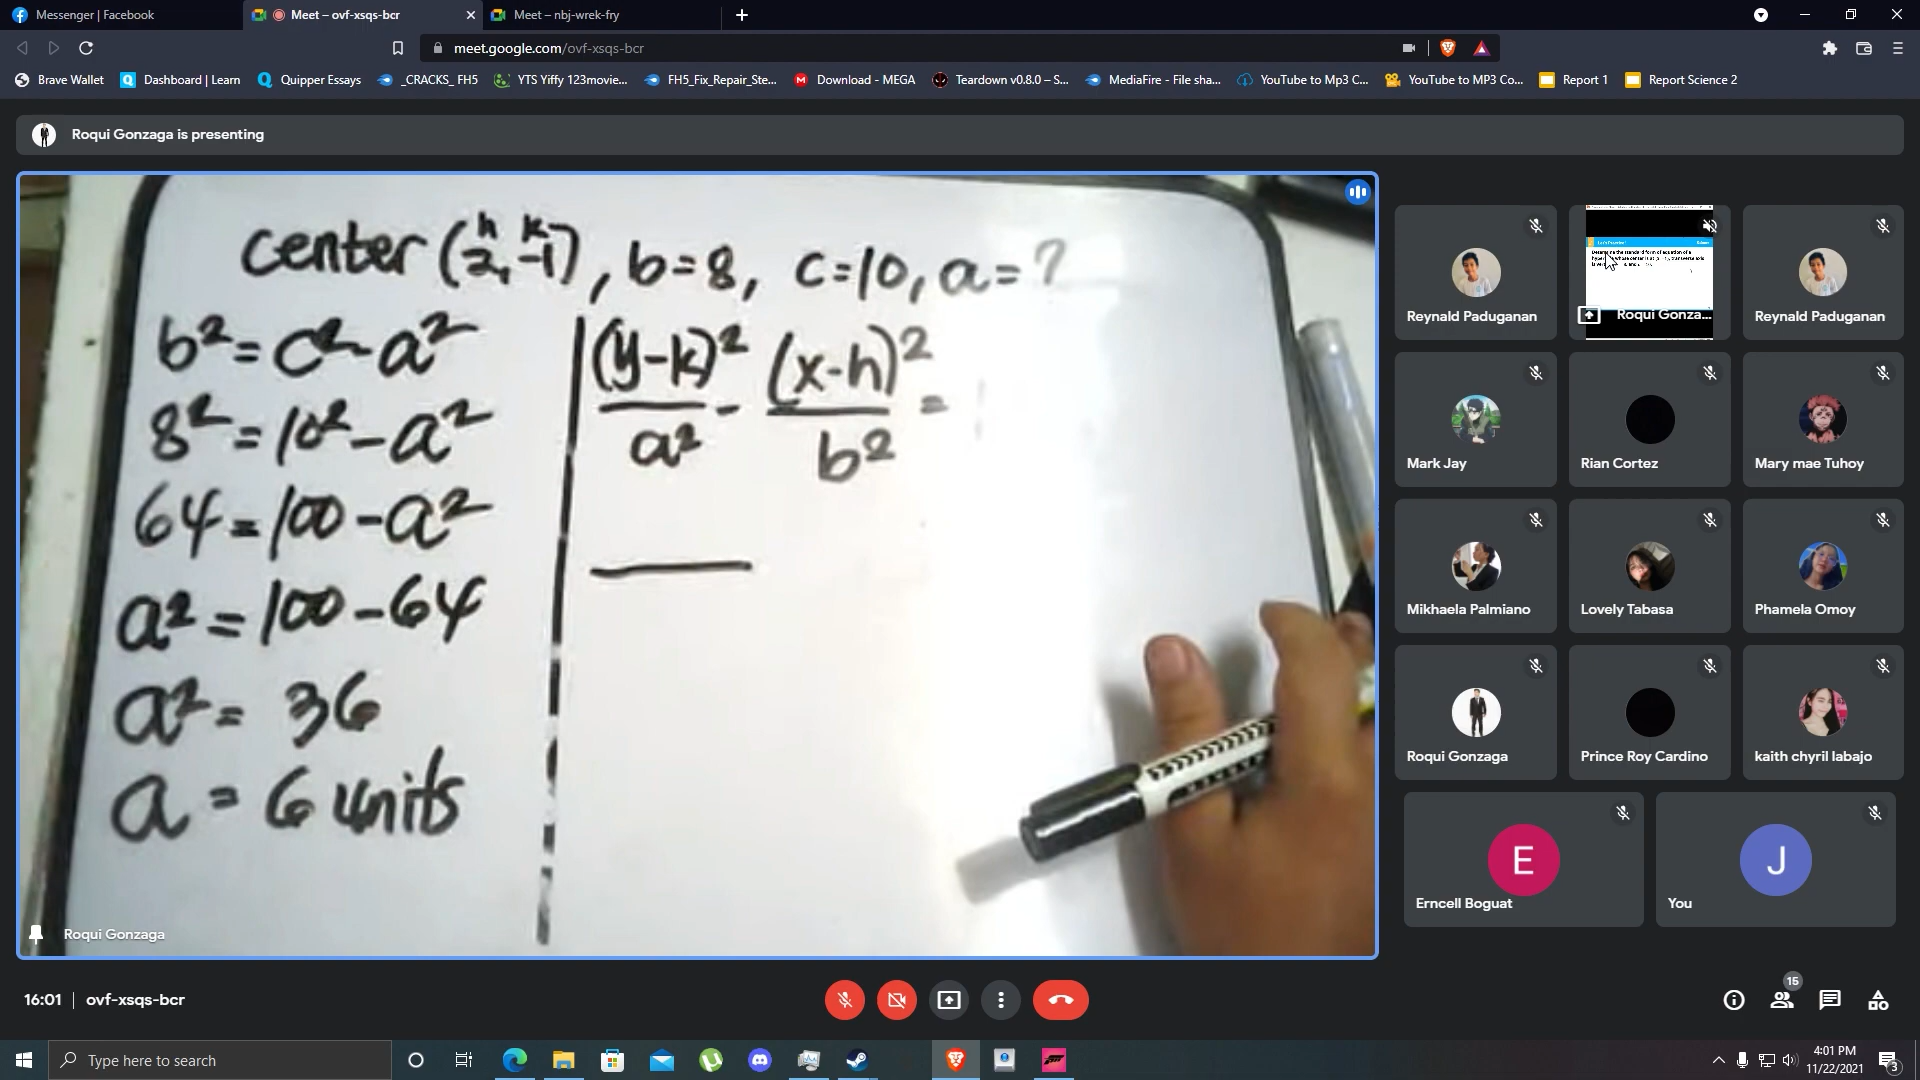 Messenger | Facebook
Meet – ovf-xsqs-bcr
Meet – nbj-wrek-fry
meet.google.com/ovf-xsqs-bcr
Brave Wallet
Dashboard | Learn
Quipper Essays
_CRACKS_ FH5
YTS Yiffy 123movie...
FH5_Fix_Repair_Ste...
Download - MEGA
Teardown v0.8.0 – S...
MediaFire - File sha...
YouTube to Mp3 C...
YouTube to MP3 Co...
Report 1
Report Science 2
Roqui Gonzaga is presenting
h k
center (2, -1), b=8, c=10, a=?
b²= c²-a²
8²=10²-a²
64=100-a²
a²=100-64
a²= 36
a = 6 units
(y-k)² - (x-h)² =
a² b²
Roqui Gonzaga
Reynald Paduganan
Roqui Gonza...
Reynald Paduganan
Mark Jay
Rian Cortez
Mary mae Tuhoy
Mikhaela Palmiano
Lovely Tabasa
Phamela Omoy
Roqui Gonzaga
Prince Roy Cardino
kaith chyril labajo
E
Erncell Boguat
J
You
16:01 | ovf-xsqs-bcr
15
Type here to search
4:01 PM
11/22/2021
3